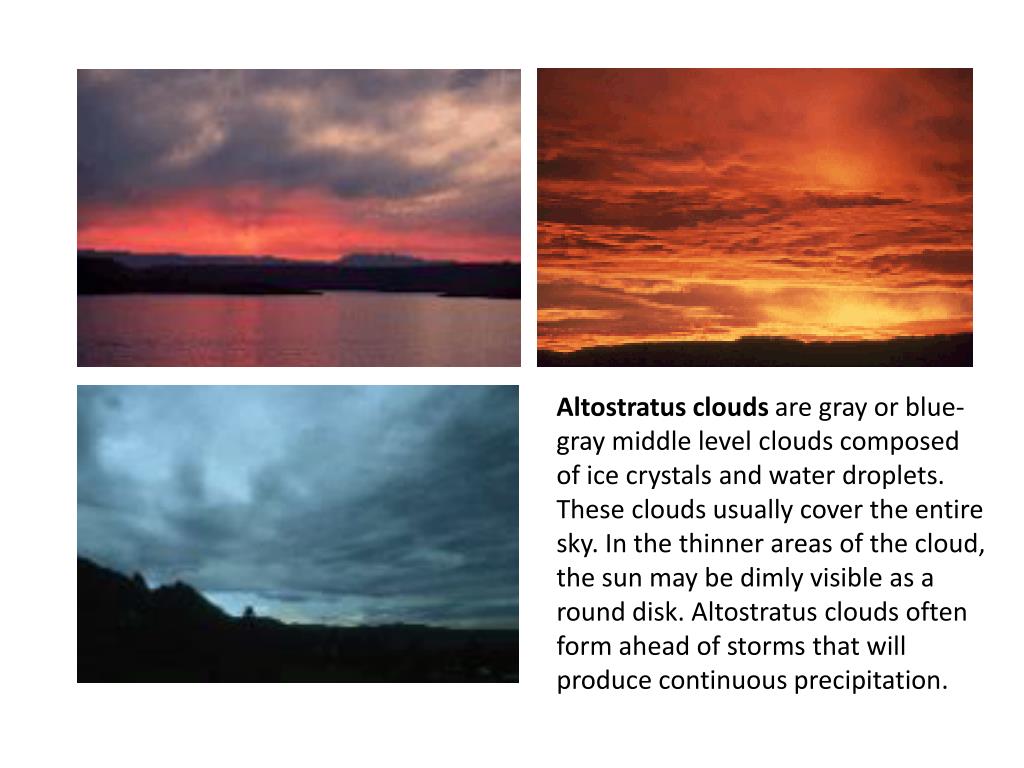 Altostratus clouds are gray or blue-
gray middle level clouds composed
of ice crystals and water droplets.
These clouds usually cover the entire
sky. In the thinner areas of the cloud,
the sun may be dimly visible as a
round disk. Altostratus clouds often
form ahead of storms that will
produce continuous precipitation.